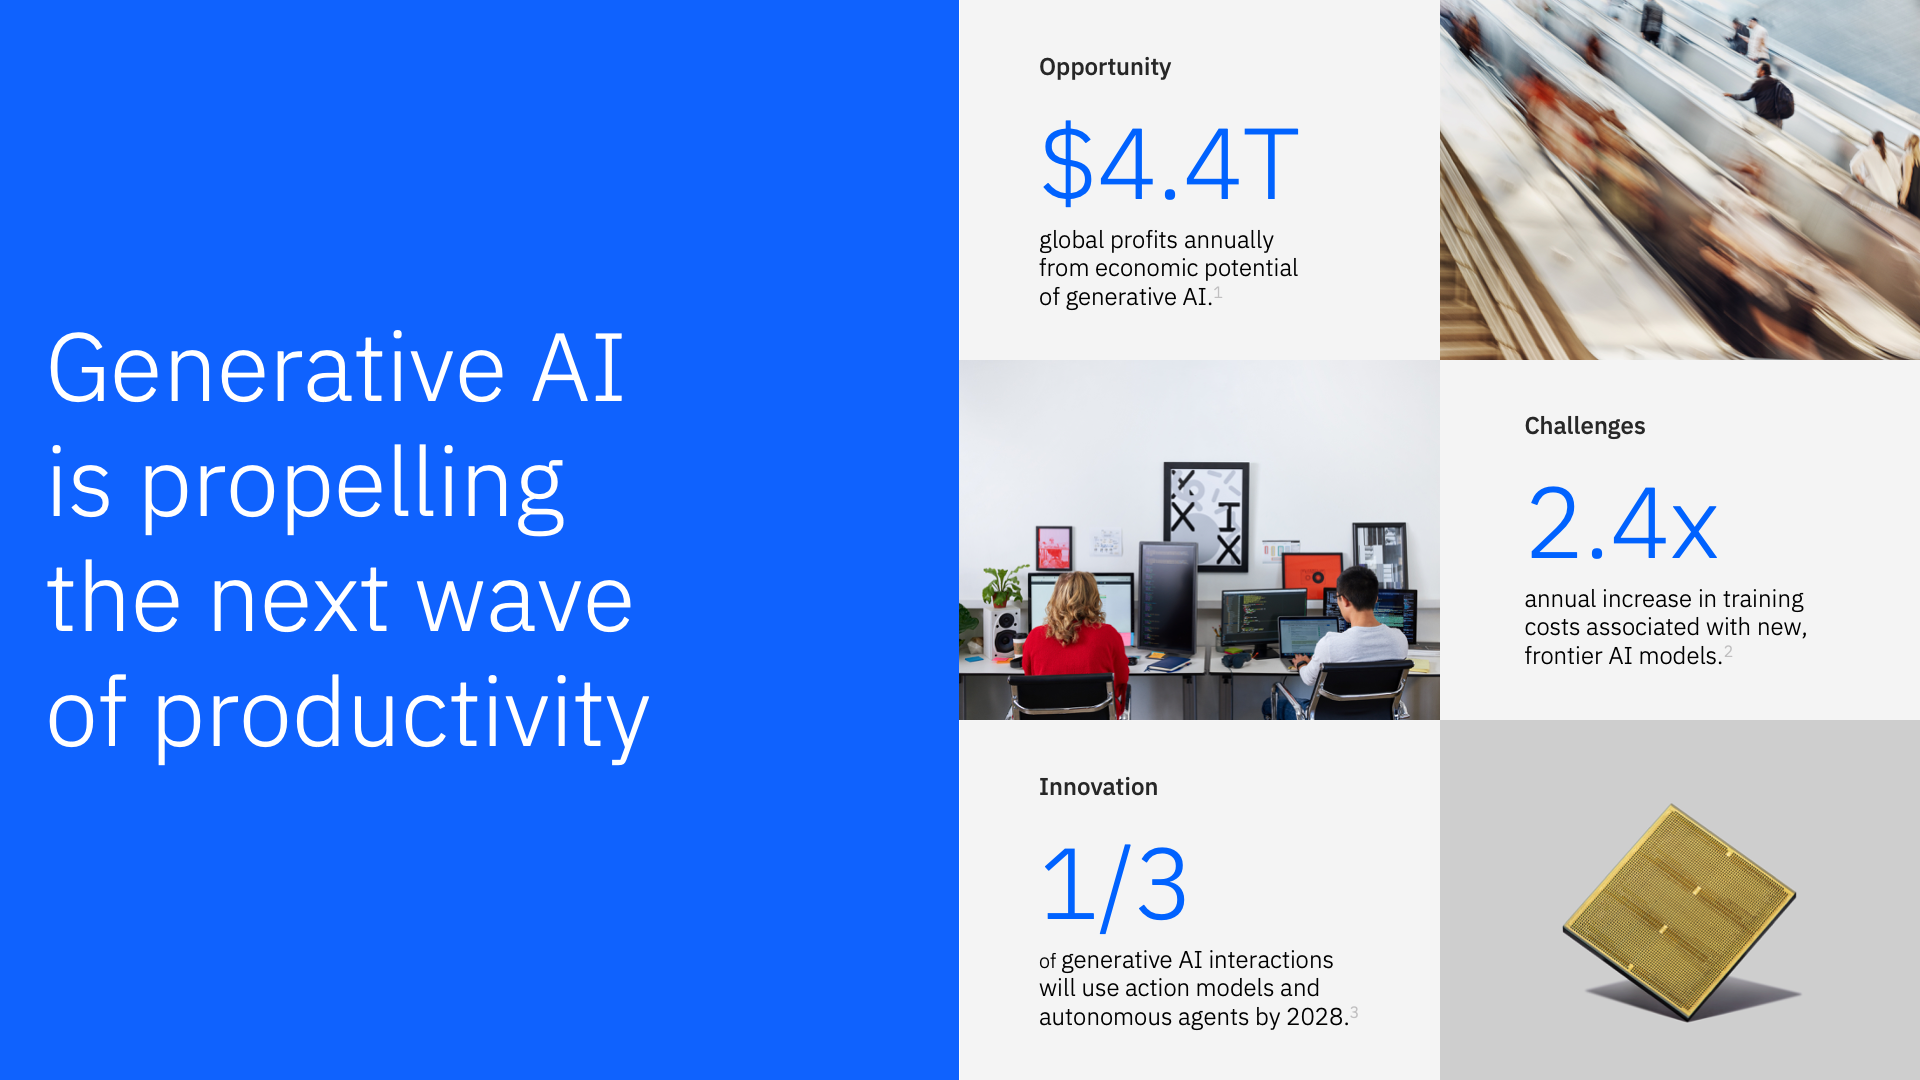 Generative AI
is propelling
the next wave
of productivity
Opportunity
$4.4T
global profits annually
from economic potential
of generative AI.1
Challenges
2.4x
annual increase in training
costs associated with new,
frontier AI models.2
Innovation
1/3
of generative AI interactions
will use action models and
autonomous agents by 2028.3